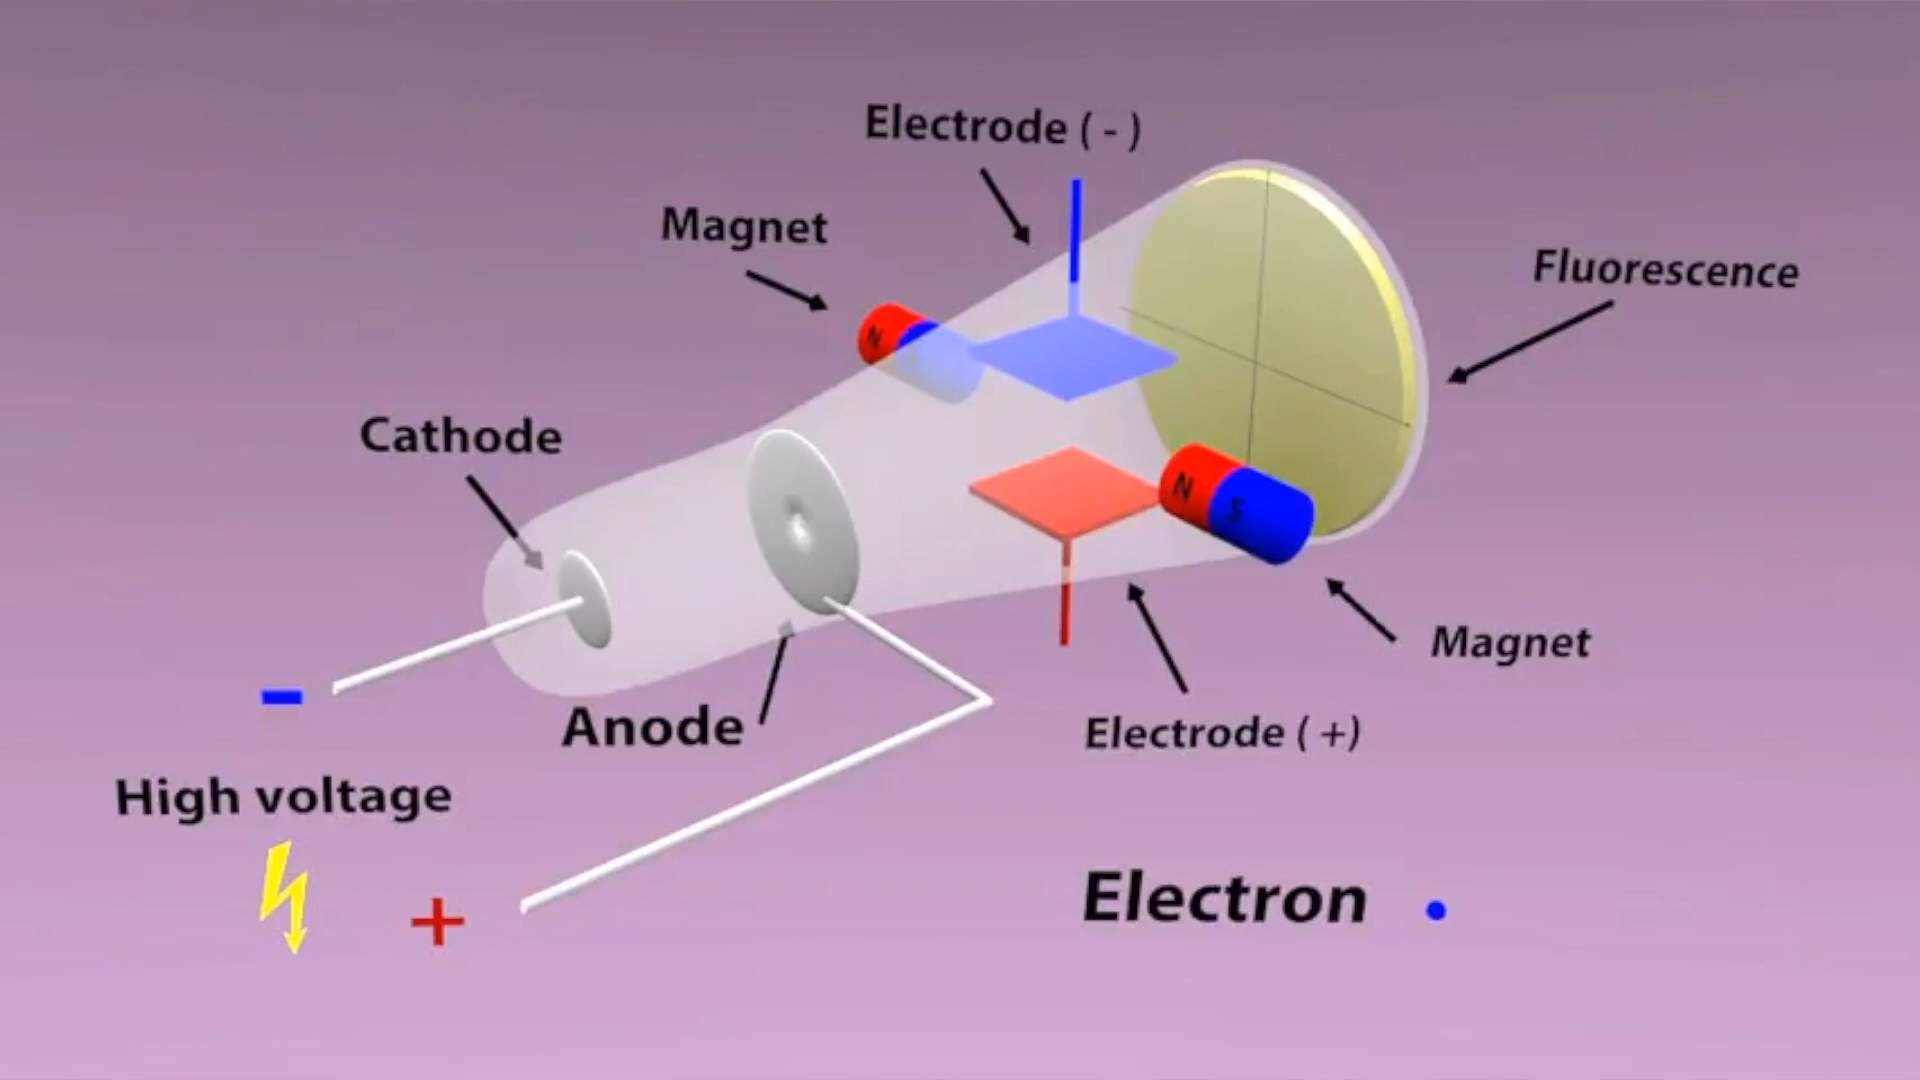 Electrode ( - )
Magnet
N
Fluorescence
Cathode
N S
Magnet
Anode
Electrode ( + )
-
High voltage
+
Electron